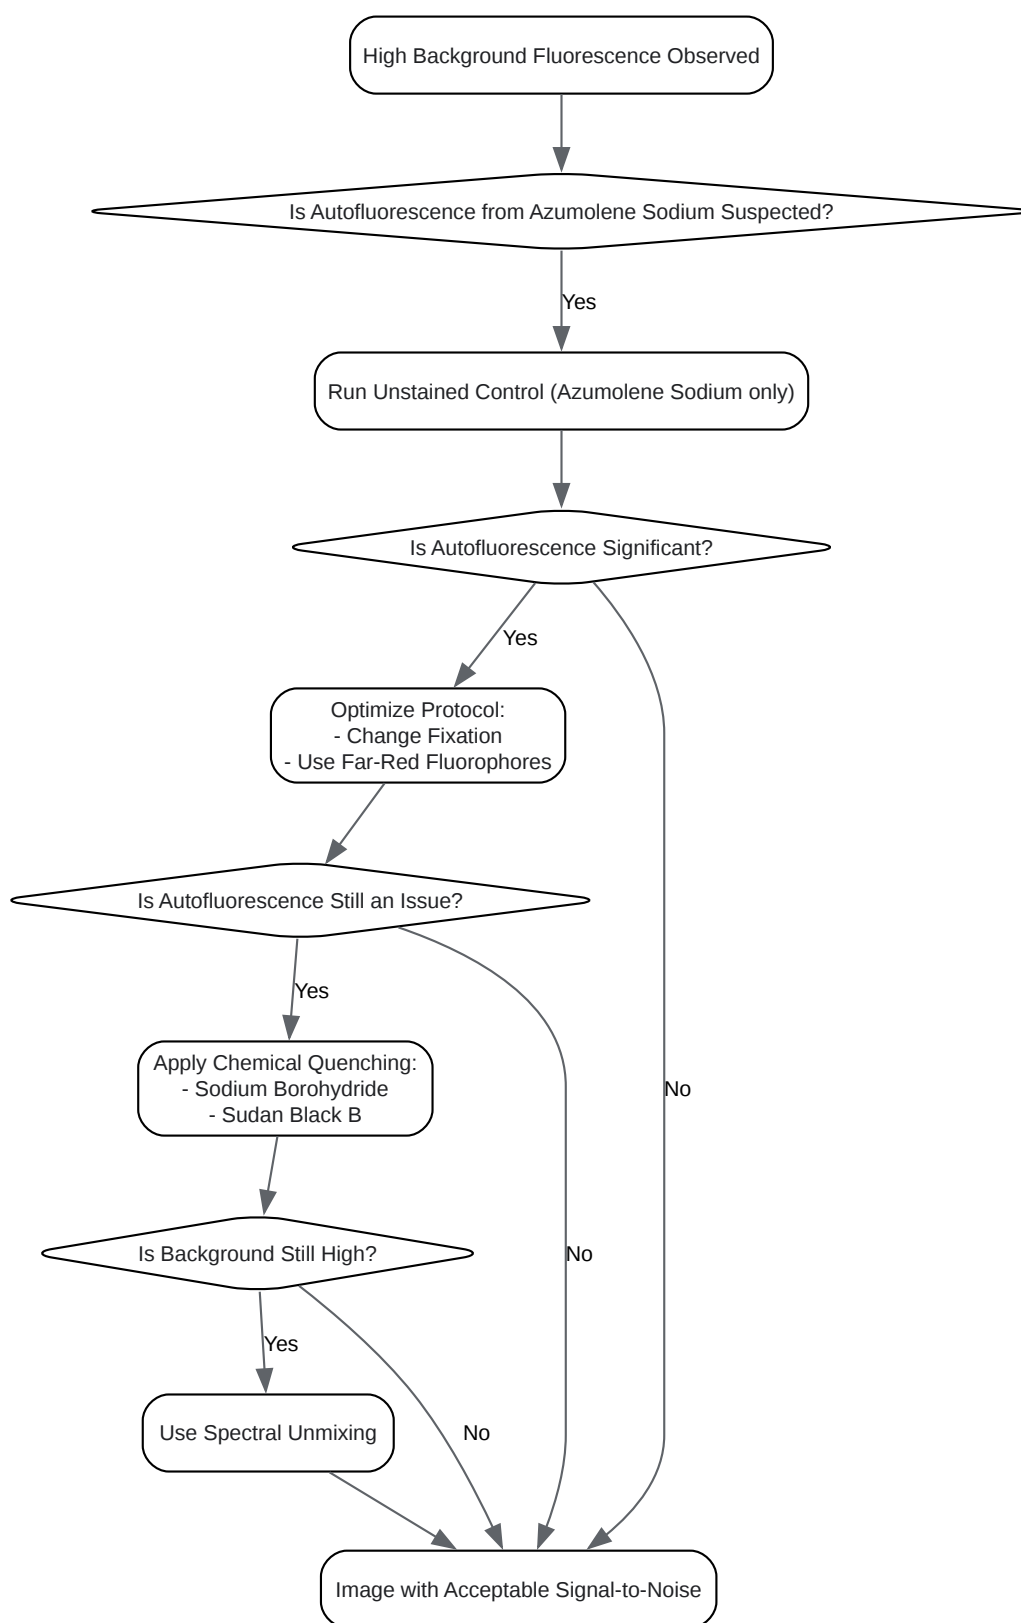 High Background Fluorescence Observed
Is Autofluorescence from Azumolene Sodium Suspected?
Yes
Run Unstained Control (Azumolene Sodium only)
Is Autofluorescence Significant?
Yes
Optimize Protocol:
- Change Fixation
- Use Far-Red Fluorophores
Is Autofluorescence Still an Issue?
Yes
Apply Chemical Quenching:
- Sodium Borohydride
- Sudan Black B
No
Is Background Still High?
No
Yes
Use Spectral Unmixing
No
Image with Acceptable Signal-to-Noise